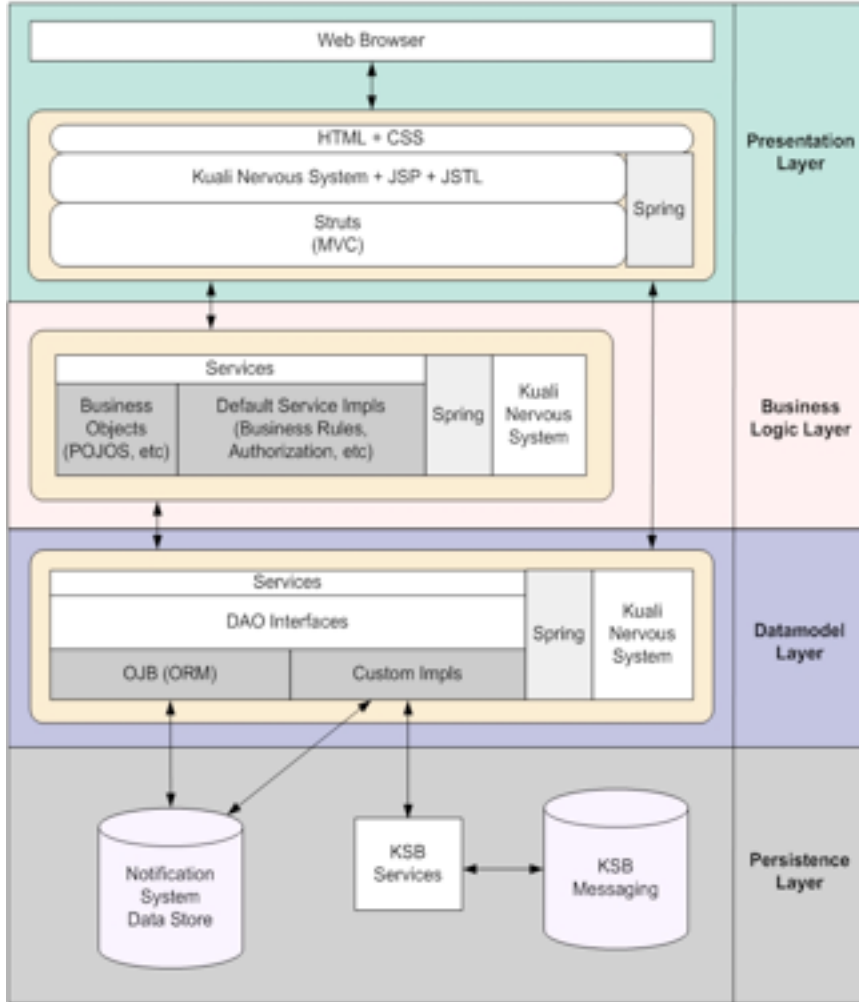 Web Browser
HTML + CSS
Kuali Nervous System + JSP + JSTL
Struts
(MVC)
Spring
Presentation
Layer
Services
Business
Objects
(POJOS, etc)
Default Service Impls
(Business Rules,
Authorization, etc)
Spring
Kuali
Nervous
System
Business
Logic Layer
Services
DAO Interfaces
OJB (ORM)
Custom Impls
Spring
Kuali
Nervous
System
Datamodel
Layer
Notification
System
Data Store
KSB
Services
KSB
Messaging
Persistence
Layer